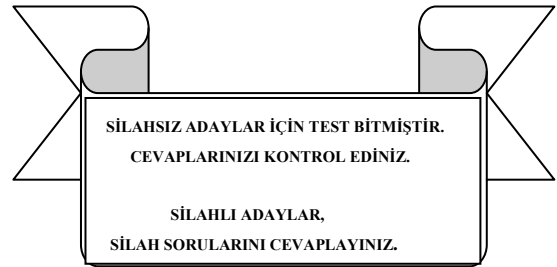 SİLAHSIZ ADAYLAR İÇİN TEST BİTMİŞTİR.
CEVAPLARINIZI KONTROL EDİNİZ.
SİLAHLI ADAYLAR,
SİLAH SORULARINI CEVAPLAYINIZ.